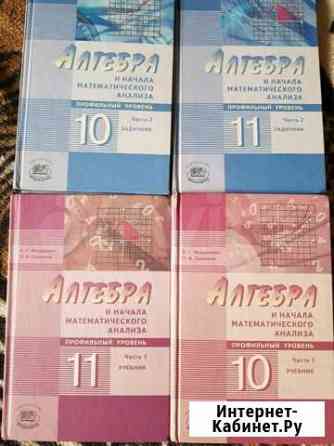 АЛГЕБРА
И НАЧАЛА
МАТЕМАТИЧЕСКОГО
АНАЛИЗА
ПРОФИЛЬНЫЙ УРОВЕНЬ
10
Часть 2
ЗАДАЧНИК
АЛГЕБРА
И НАЧАЛА
МАТЕМАТИЧЕСКОГО
АНАЛИЗА
ПРОФИЛЬНЫЙ УРОВЕНЬ
11
Часть 2
ЗАДАЧНИК
АЛГЕБРА
И НАЧАЛА
МАТЕМАТИЧЕСКОГО
АНАЛИЗА
ПРОФИЛЬНЫЙ УРОВЕНЬ
11
Часть 1
УЧЕБНИК
АЛГЕБРА
И НАЧАЛА
МАТЕМАТИЧЕСКОГО
АНАЛИЗА
ПРОФИЛЬНЫЙ УРОВЕНЬ
10
Часть 1
УЧЕБНИК
Интернет-
Кабинет.Ру